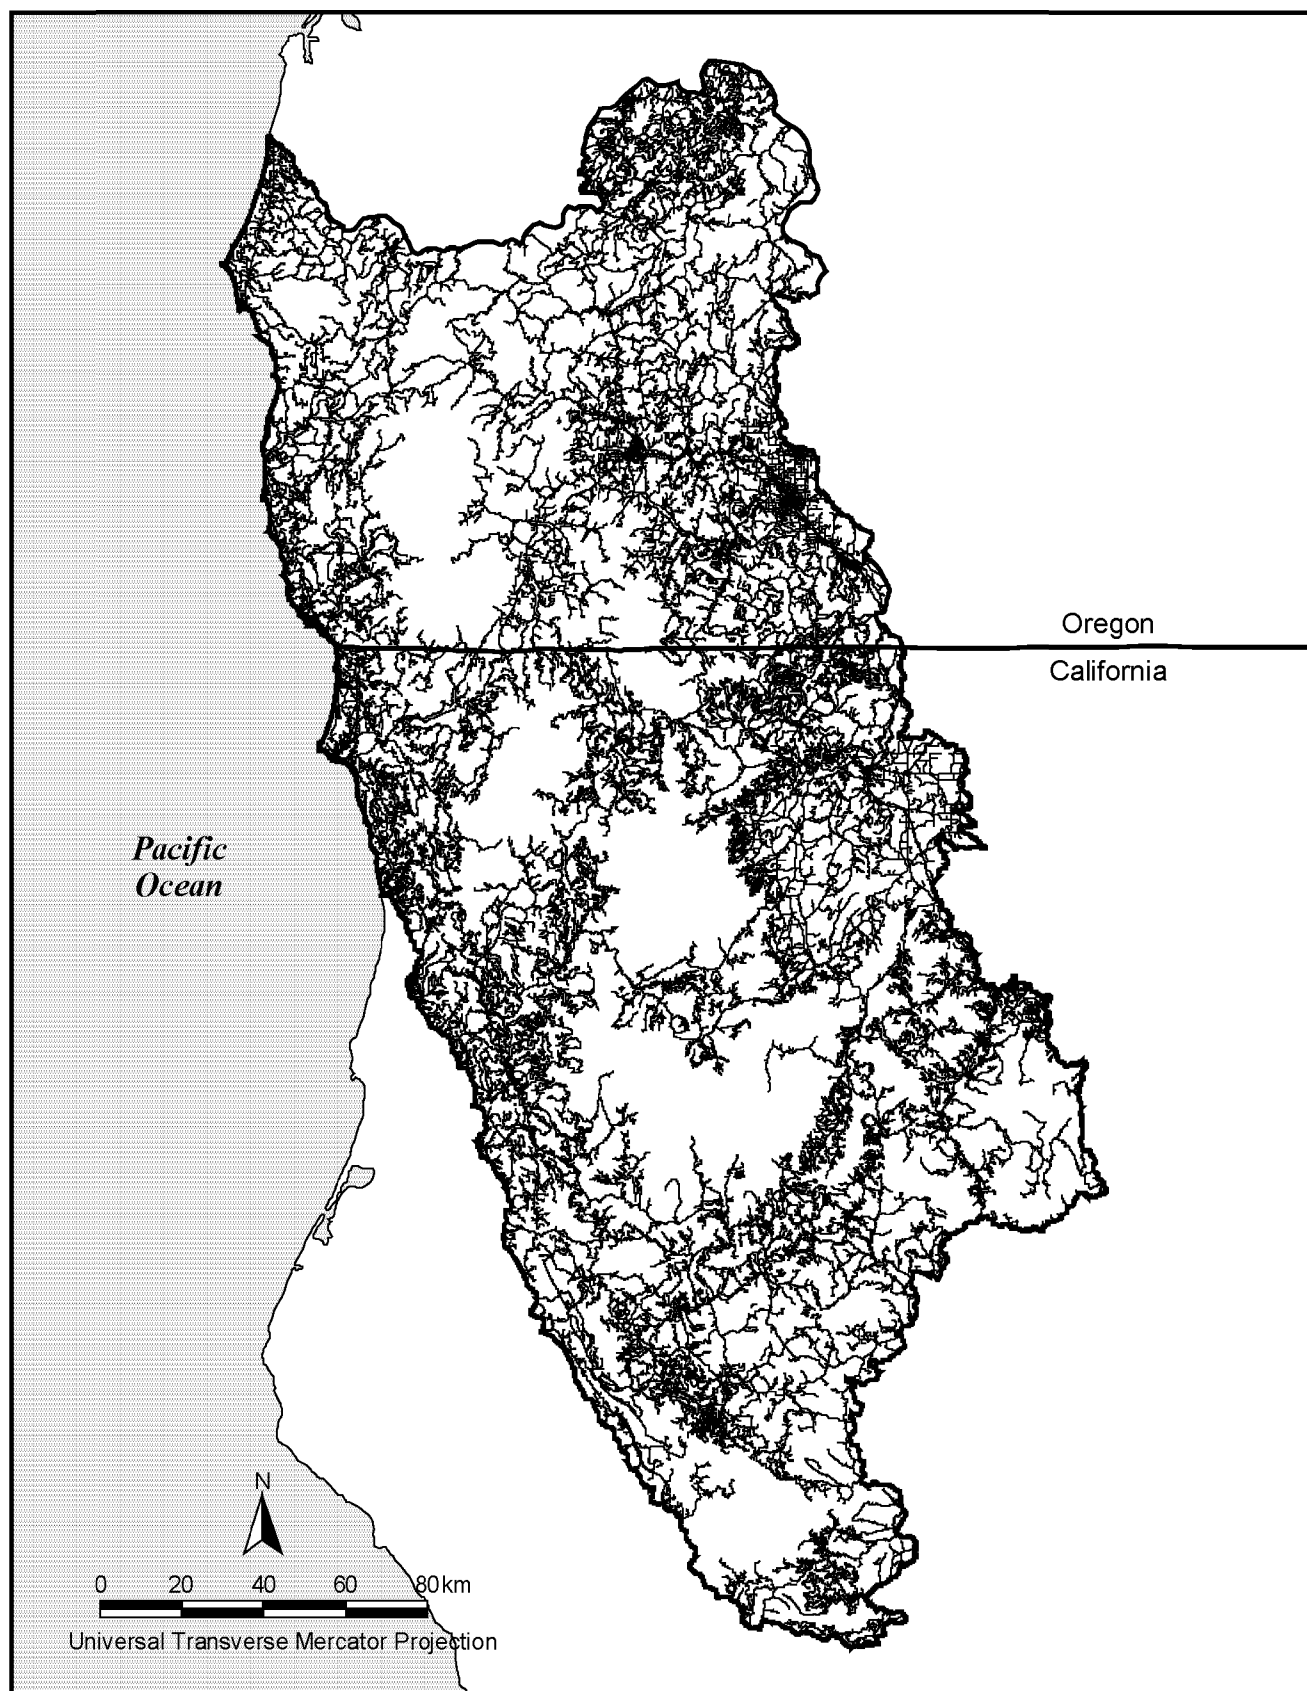 Oregon
California
Pacific
Ocean
N
0 20 40 60 80 km
Universal Transverse Mercator Projection